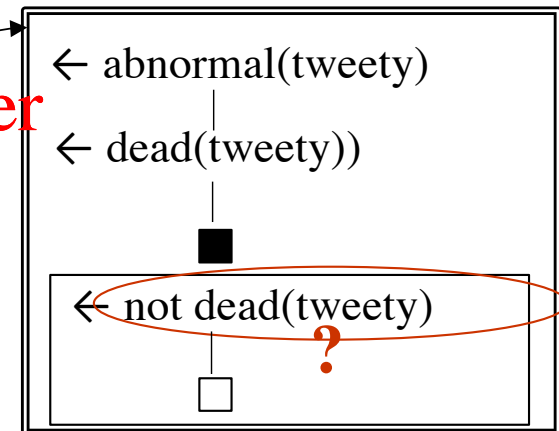 ← abnormal(tweety)
er
← dead(tweety))
← not dead(tweety)
?